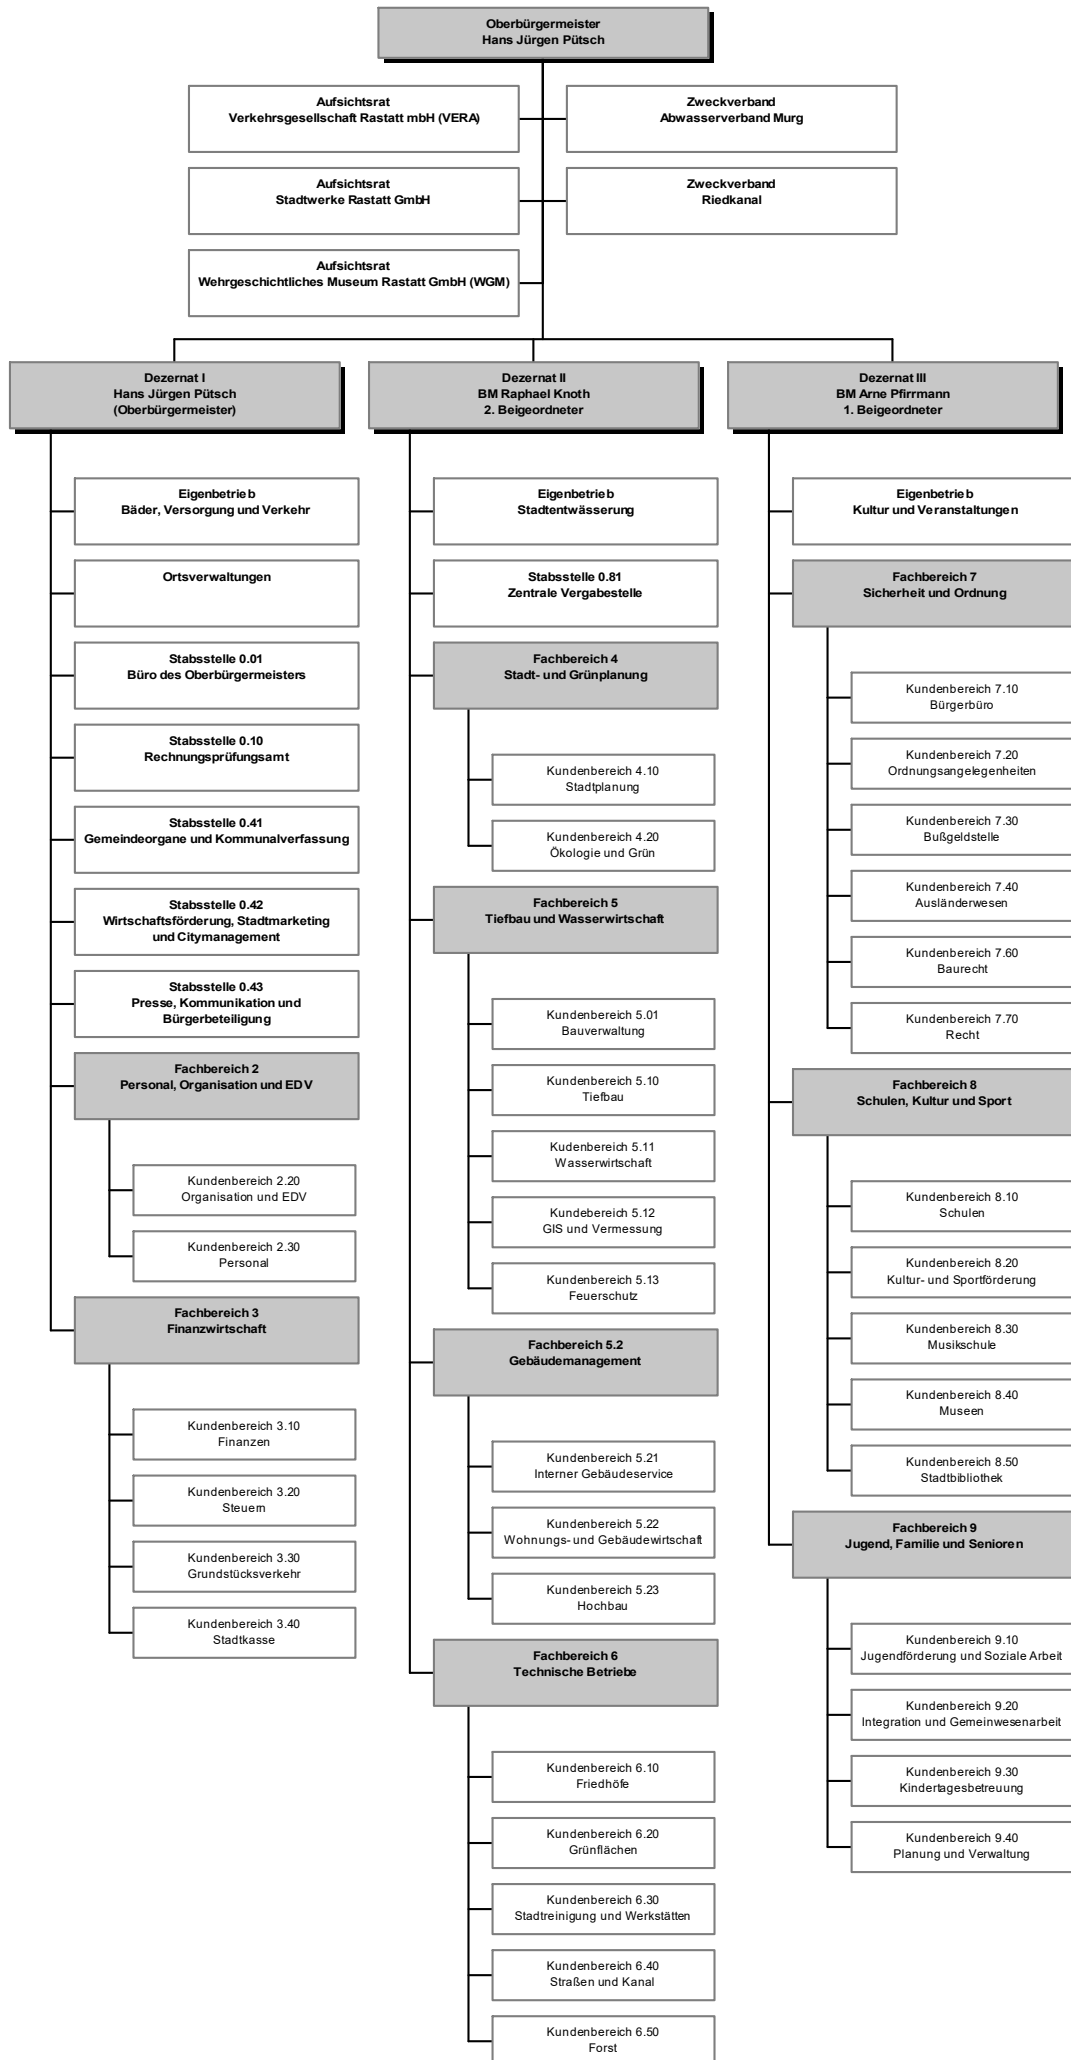 Oberbürgermeister
Hans Jürgen Pütsch
Aufsichtsrat
Verkehrsgesellschaft Rastatt mbH (VERA)
Zweckverband
Abwasserverband Murg
Aufsichtsrat
Stadtwerke Rastatt GmbH
Zweckverband
Riedkanal
Aufsichtsrat
Wehrgeschichtliches Museum Rastatt GmbH (WGM)
Dezernat I
Hans Jürgen Pütsch
(Oberbürgermeister)
Eigenbetrieb
Bäder, Versorgung und Verkehr
Ortsverwaltungen
Stabsstelle 0.01
Büro des Oberbürgermeisters
Stabsstelle 0.10
Rechnungsprüfungsamt
Stabsstelle 0.41
Gemeindeorgane und Kommunalverfassung
Stabsstelle 0.42
Wirtschaftsförderung, Stadtmarketing
und Citymanagement
Stabsstelle 0.43
Presse, Kommunikation und
Bürgerbeteiligung
Fachbereich 2
Personal, Organisation und EDV
Kundenbereich 2.20
Organisation und EDV
Kundenbereich 2.30
Personal
Fachbereich 3
Finanzwirtschaft
Kundenbereich 3.10
Finanzen
Kundenbereich 3.20
Steuern
Kundenbereich 3.30
Grundstücksverkehr
Kundenbereich 3.40
Stadtkasse
Dezernat II
BM Raphael Knoth
2. Beigeordneter
Eigenbetrieb
Stadtentwässerung
Stabsstelle 0.81
Zentrale Vergabestelle
Fachbereich 4
Stadt- und Grünplanung
Kundenbereich 4.10
Stadtplanung
Kundenbereich 4.20
Ökologie und Grün
Fachbereich 5
Tiefbau und Wasserwirtschaft
Kundenbereich 5.01
Bauverwaltung
Kundenbereich 5.10
Tiefbau
Kudenbereich 5.11
Wasserwirtschaft
Kundebereich 5.12
GIS und Vermessung
Kundenbereich 5.13
Feuerschutz
Fachbereich 5.2
Gebäudemanagement
Kundenbereich 5.21
Interner Gebäudeservice
Kundenbereich 5.22
Wohnungs- und Gebäudewirtschaft
Kundenbereich 5.23
Hochbau
Fachbereich 6
Technische Betriebe
Kundenbereich 6.10
Friedhöfe
Kundenbereich 6.20
Grünflächen
Kundenbereich 6.30
Stadtreinigung und Werkstätten
Kundenbereich 6.40
Straßen und Kanal
Kundenbereich 6.50
Forst
Dezernat III
BM Arne Pfirrmann
1. Beigeordneter
Eigenbetrieb
Kultur und Veranstaltungen
Fachbereich 7
Sicherheit und Ordnung
Kundenbereich 7.10
Bürgerbüro
Kundenbereich 7.20
Ordnungsangelegenheiten
Kundenbereich 7.30
Bußgeldstelle
Kundenbereich 7.40
Ausländerwesen
Kundenbereich 7.60
Baurecht
Kundenbereich 7.70
Recht
Fachbereich 8
Schulen, Kultur und Sport
Kundenbereich 8.10
Schulen
Kundenbereich 8.20
Kultur- und Sportförderung
Kundenbereich 8.30
Musikschule
Kundenbereich 8.40
Museen
Kundenbereich 8.50
Stadtbibliothek
Fachbereich 9
Jugend, Familie und Senioren
Kundenbereich 9.10
Jugendförderung und Soziale Arbeit
Kundenbereich 9.20
Integration und Gemeinwesenarbeit
Kundenbereich 9.30
Kindertagesbetreuung
Kundenbereich 9.40
Planung und Verwaltung